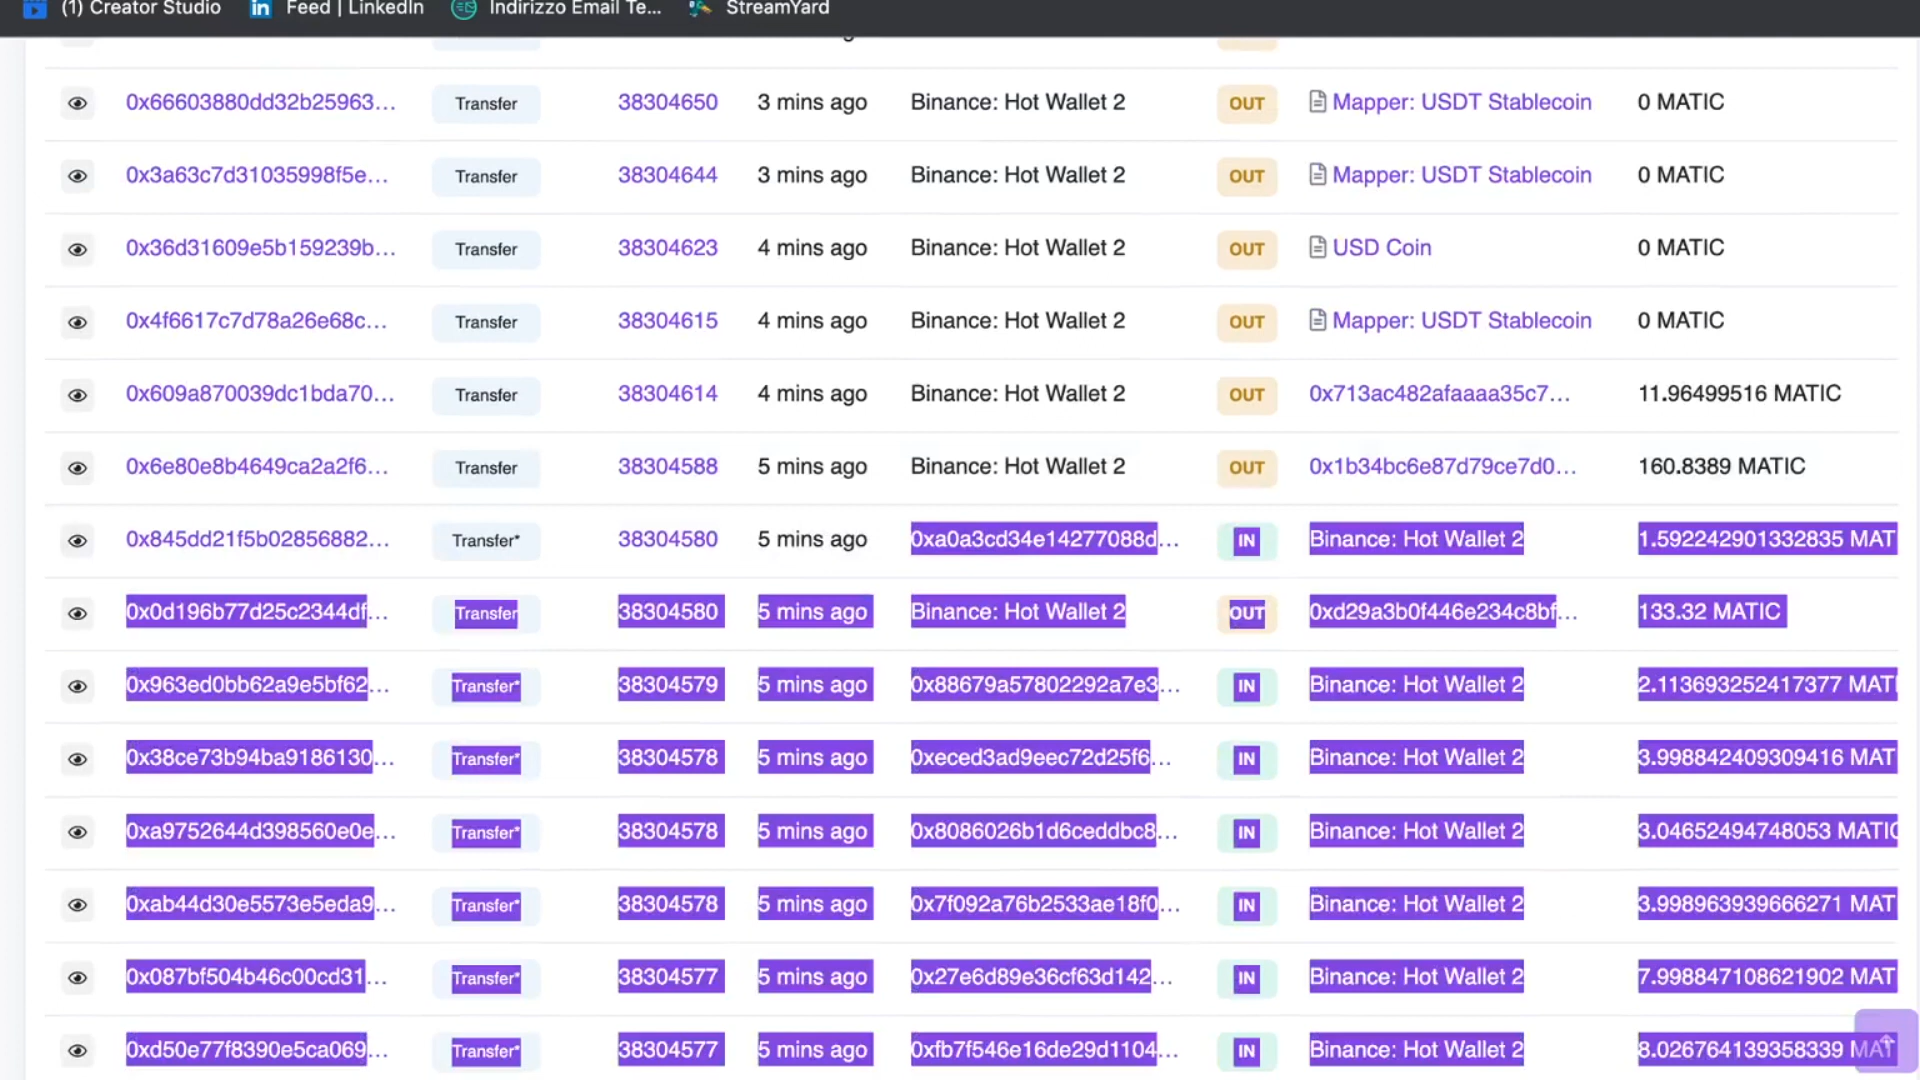 (1) Creator Studio Feed | LinkedIn Indirizzo Email Te... StreamYard
0x66603880dd32b25963... Transfer 38304650 3 mins ago Binance: Hot Wallet 2 OUT Mapper: USDT Stablecoin 0 MATIC
0x3a63c7d31035998f5e... Transfer 38304644 3 mins ago Binance: Hot Wallet 2 OUT Mapper: USDT Stablecoin 0 MATIC
0x36d31609e5b159239b... Transfer 38304623 4 mins ago Binance: Hot Wallet 2 OUT USD Coin 0 MATIC
0x4f6617c7d78a26e68c... Transfer 38304615 4 mins ago Binance: Hot Wallet 2 OUT Mapper: USDT Stablecoin 0 MATIC
0x609a870039dc1bda70... Transfer 38304614 4 mins ago Binance: Hot Wallet 2 OUT 0x713ac482afaaaa35c7... 11.96499516 MATIC
0x6e80e8b4649ca2a2f6... Transfer 38304588 5 mins ago Binance: Hot Wallet 2 OUT 0x1b34bc6e87d79ce7d0... 160.8389 MATIC
0x845dd21f5b02856882... Transfer* 38304580 5 mins ago 0xa0a3cd34e14277088d... IN Binance: Hot Wallet 2 1.592242901332835 MATI
0x0d196b77d25c2344df... Transfer 38304580 5 mins ago Binance: Hot Wallet 2 OUT 0xd29a3b0f446e234c8bf... 133.32 MATIC
0x963ed0bb62a9e5bf62... Transfer* 38304579 5 mins ago 0x88679a57802292a7e3... IN Binance: Hot Wallet 2 2.113693252417377 MATI
0x38ce73b94ba9186130... Transfer* 38304578 5 mins ago 0xeced3ad9eec72d25f6... IN Binance: Hot Wallet 2 3.998842409309416 MATI
0xa9752644d398560e0e... Transfer* 38304578 5 mins ago 0x8086026b1d6ceddbc8... IN Binance: Hot Wallet 2 3.04652494748053 MATIC
0xab44d30e5573e5eda9... Transfer* 38304578 5 mins ago 0x7f092a76b2533ae18f0... IN Binance: Hot Wallet 2 3.998963939666271 MATI
0x087bf504b46c00cd31... Transfer* 38304577 5 mins ago 0x27e6d89e36cf63d142... IN Binance: Hot Wallet 2 7.998847108621902 MATI
0xd50e77f8390e5ca069... Transfer* 38304577 5 mins ago 0xfb7f546e16de29d1104... IN Binance: Hot Wallet 2 8.026764139358339 MAT